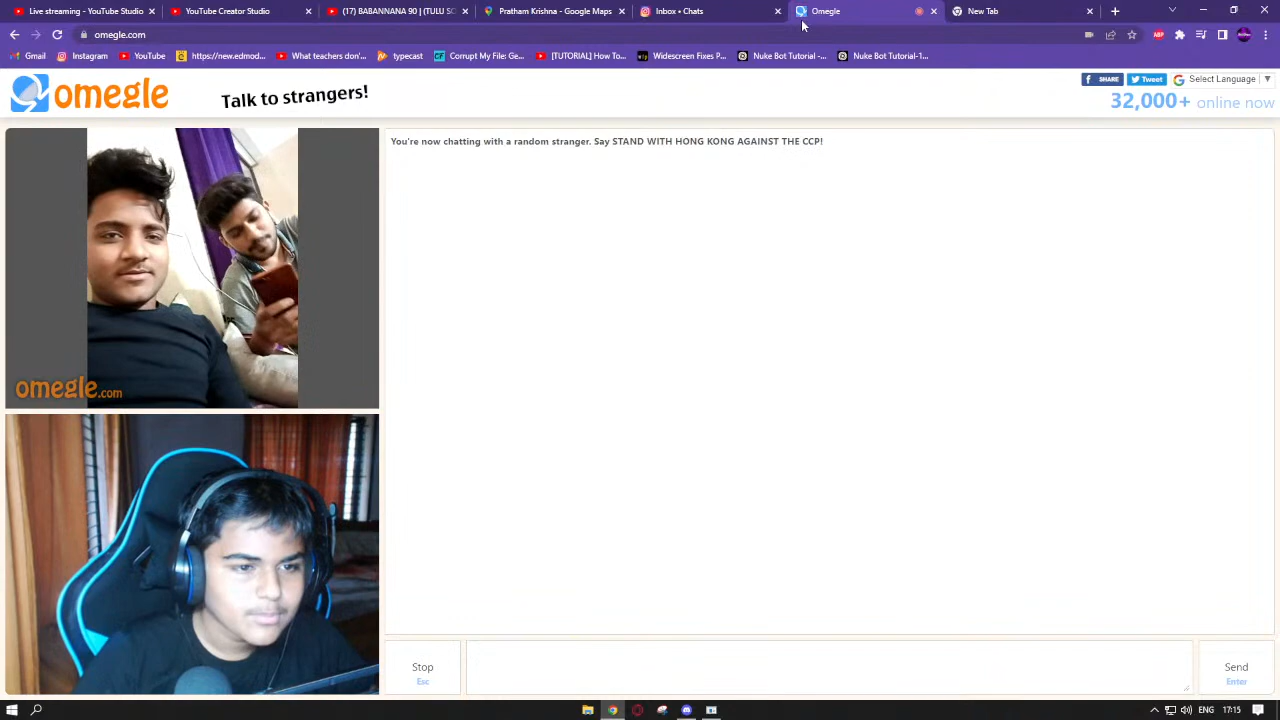 Live streaming - YouTube Studio
YouTube Studio
(17) BABANNANA 90 | (TULU SC
Pratham Krishna - Google Maps
Inbox • Chats
Omegle
New Tab
omegle.com
Gmail
Instagram
YouTube
https://new.edmod...
What teachers don'...
typecast
Corrupt My File: Ge...
[TUTORIAL] How To...
Widescreen Fixes P...
Nuke Bot Tutorial -...
Nuke Bot Tutorial-1...
omegle
Talk to strangers!
SHARE
Tweet
Select Language
32,000+ online now
You're now chatting with a random stranger. Say STAND WITH HONG KONG AGAINST THE CCP!
omegle.com
Stop
Esc
Send
Enter
ENG
17:15